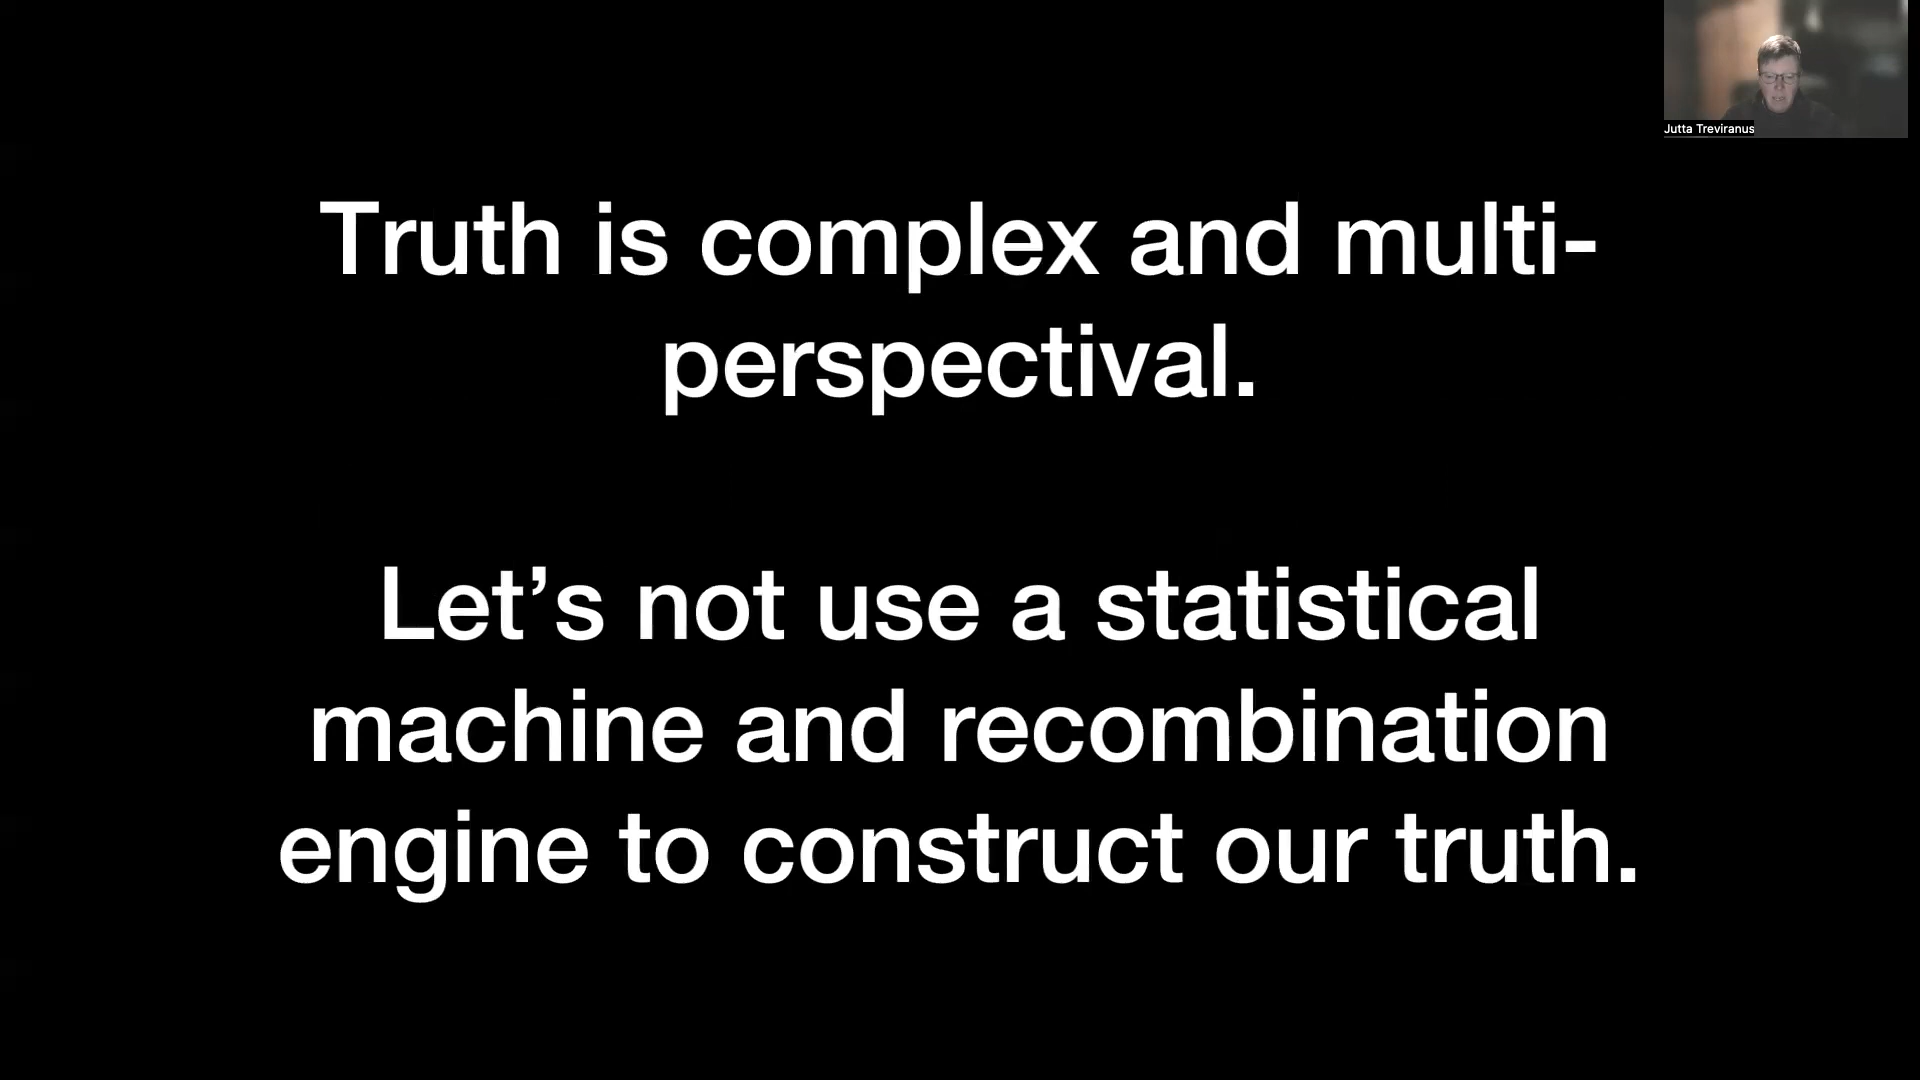 Jutta Treviranus
Truth is complex and multi-
perspectival.
Let’s not use a statistical
machine and recombination
engine to construct our truth.